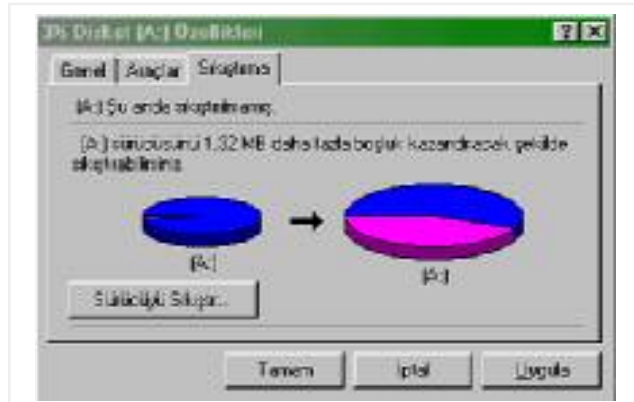 3½ Disket (A:) Özellikleri
Genel Araçlar Sıkıştırma
(A:) Şu anda sıkıştırılmamış.
(A:) sürücüsünü 1,32 MB daha fazla boşluk kazandıracak şekilde
sıkıştırabilirsiniz.
(A:)
(A:)
Sürücüyü Sıkıştır...
Tamam İptal Uygula